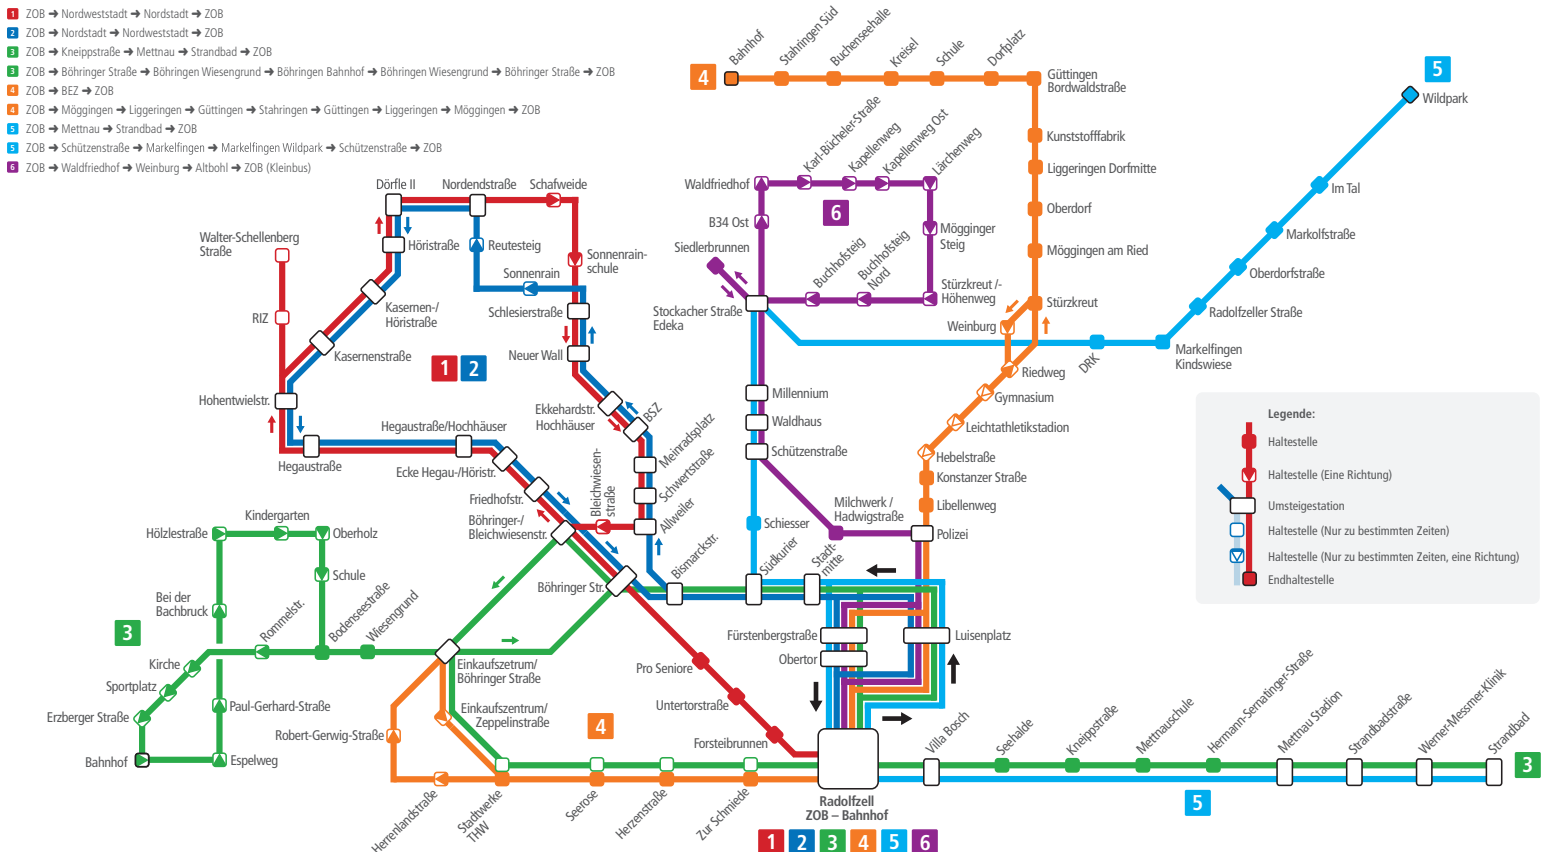 1 ZOB ➜ Nordweststadt ➜ Nordstadt ➜ ZOB
2 ZOB ➜ Nordstadt ➜ Nordweststadt ➜ ZOB
3 ZOB ➜ Kneippstraße ➜ Mettnau ➜ Strandbad ➜ ZOB
3 ZOB ➜ Böhringer Straße ➜ Böhringen Wiesengrund ➜ Böhringen Bahnhof ➜ Böhringen Wiesengrund ➜ Böhringer Straße ➜ ZOB
4 ZOB ➜ BEZ ➜ ZOB
4 ZOB ➜ Möggingen ➜ Liggeringen ➜ Güttingen ➜ Stahringen ➜ Güttingen ➜ Liggeringen ➜ Möggingen ➜ ZOB
5 ZOB ➜ Mettnau ➜ Strandbad ➜ ZOB
5 ZOB ➜ Schützenstraße ➜ Markelfingen ➜ Markelfingen Wildpark ➜ Schützenstraße ➜ ZOB
6 ZOB ➜ Waldfriedhof ➜ Weinburg ➜ Altbohl ➜ ZOB (Kleinbus)
4
Bahnhof
Stahringen Süd
Buchenseehalle
Kreisel
Schule
Dorfplatz
Güttingen
Bordwaldstraße
Kunststofffabrik
Liggeringen Dorfmitte
Oberdorf
Möggingen am Ried
Stürzkreut
Weinburg
Riedweg
Gymnasium
Leichtathletikstadion
Hebelstraße
Konstanzer Straße
Libellenweg
Polizei
5
Wildpark
Im Tal
Markolfstraße
Oberdorfstraße
Radolfzeller Straße
Markelfingen
Kindswiese
DRK
Waldfriedhof
Karl-Bücheler-Straße
Kapellenweg
Kapellenweg Ost
Lärchenweg
6
B34 Ost
Mögginger
Steig
Siedlerbrunnen
Buchhofsteig
Buchhofsteig
Nord
Stürzkreut /-
Höhenweg
Stockacher Straße
Edeka
Millennium
Waldhaus
Schützenstraße
Milchwerk /
Hadwigstraße
Schiesser
Südkurier
Stadt-
mitte
Dörfle II
Nordendstraße
Schafweide
Walter-Schellenberg
Straße
Höristraße
Reutesteig
Sonnenrain-
schule
Sonnenrain
RIZ
Kasernen-/
Höristraße
Schlesierstraße
Kasernenstraße
1 2
Neuer Wall
Hohentwielstr.
Ekkehardstr.
Hochhäuser
BSZ
Hegaustraße/Hochhäuser
Meinradsplatz
Hegaustraße
Ecke Hegau-/Höristr.
Schwertstraße
Friedhofstr.
Bleichwiesen-
straße
Allweiler
Böhringer-/
Bleichwiesenstr.
Bismarckstr.
Böhringer Str.
Kindergarten
Hölzlestraße
Oberholz
Schule
Bei der
Bachbruck
3
Rommelstr.
Bodenseestraße
Wiesengrund
Kirche
Sportplatz
Erzberger Straße
Paul-Gerhard-Straße
Bahnhof
Espelweg
Einkaufszetrum/
Böhringer Straße
Einkaufszentrum/
Zeppelinstraße
Robert-Gerwig-Straße
4
Herrenlandstraße
Stadtwerke
THW
Seerose
Herzenstraße
Zur Schmiede
Pro Seniore
Untertorstraße
Forsteibrunnen
Fürstenbergstraße
Luisenplatz
Obertor
Radolfzell
ZOB – Bahnhof
1 2 3 4 5 6
Villa Bosch
Seehalde
Kneippstraße
Mettnauschule
Hermann-Sernatinger-Straße
Mettnau Stadion
Strandbadstraße
Werner-Messmer-Klinik
Strandbad
3
5
Legende:
Haltestelle
Haltestelle (Eine Richtung)
Umsteigestation
Haltestelle (Nur zu bestimmten Zeiten)
Haltestelle (Nur zu bestimmten Zeiten, eine Richtung)
Endhaltestelle